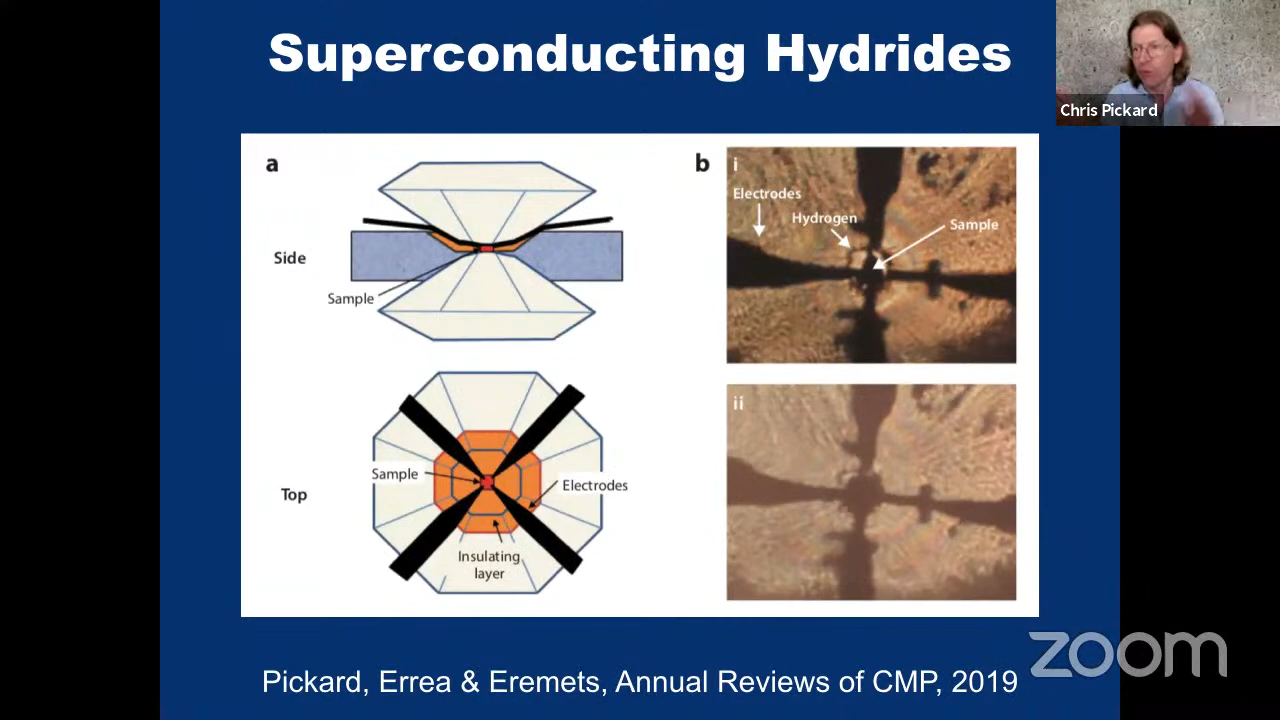 Superconducting Hydrides
Chris Pickard
a
Side
Sample
Top
Sample
Electrodes
Insulating
layer
b
i
Electrodes
Hydrogen
Sample
ii
zoom
Pickard, Errea & Eremets, Annual Reviews of CMP, 2019